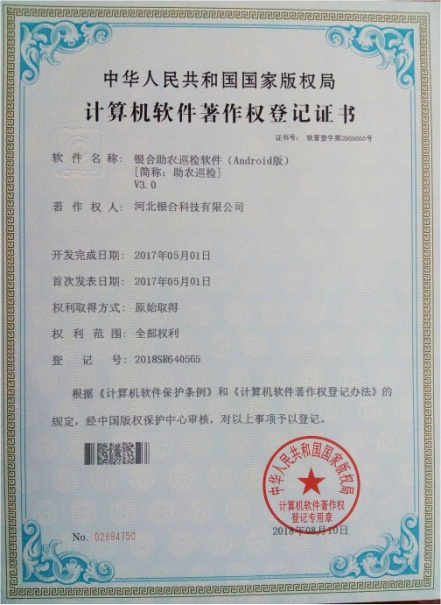 中华人民共和国国家版权局
计算机软件著作权登记证书
证书号： 软著登字第2969660号
软件名称： 银合助农巡检软件（Android版）
[简称：助农巡检]
V3.0
著作权人： 河北银合科技有限公司
开发完成日期： 2017年05月01日
首次发表日期： 2017年05月01日
权利取得方式： 原始取得
权利范围： 全部权利
登记号： 2018SR640565
根据《计算机软件保护条例》和《计算机软件著作权登记办法》的
规定，经中国版权保护中心审核，对以上事项予以登记。
中华人民共和国国家版权局
计算机软件著作权
登记专用章
No. 02884750
2018年08月10日